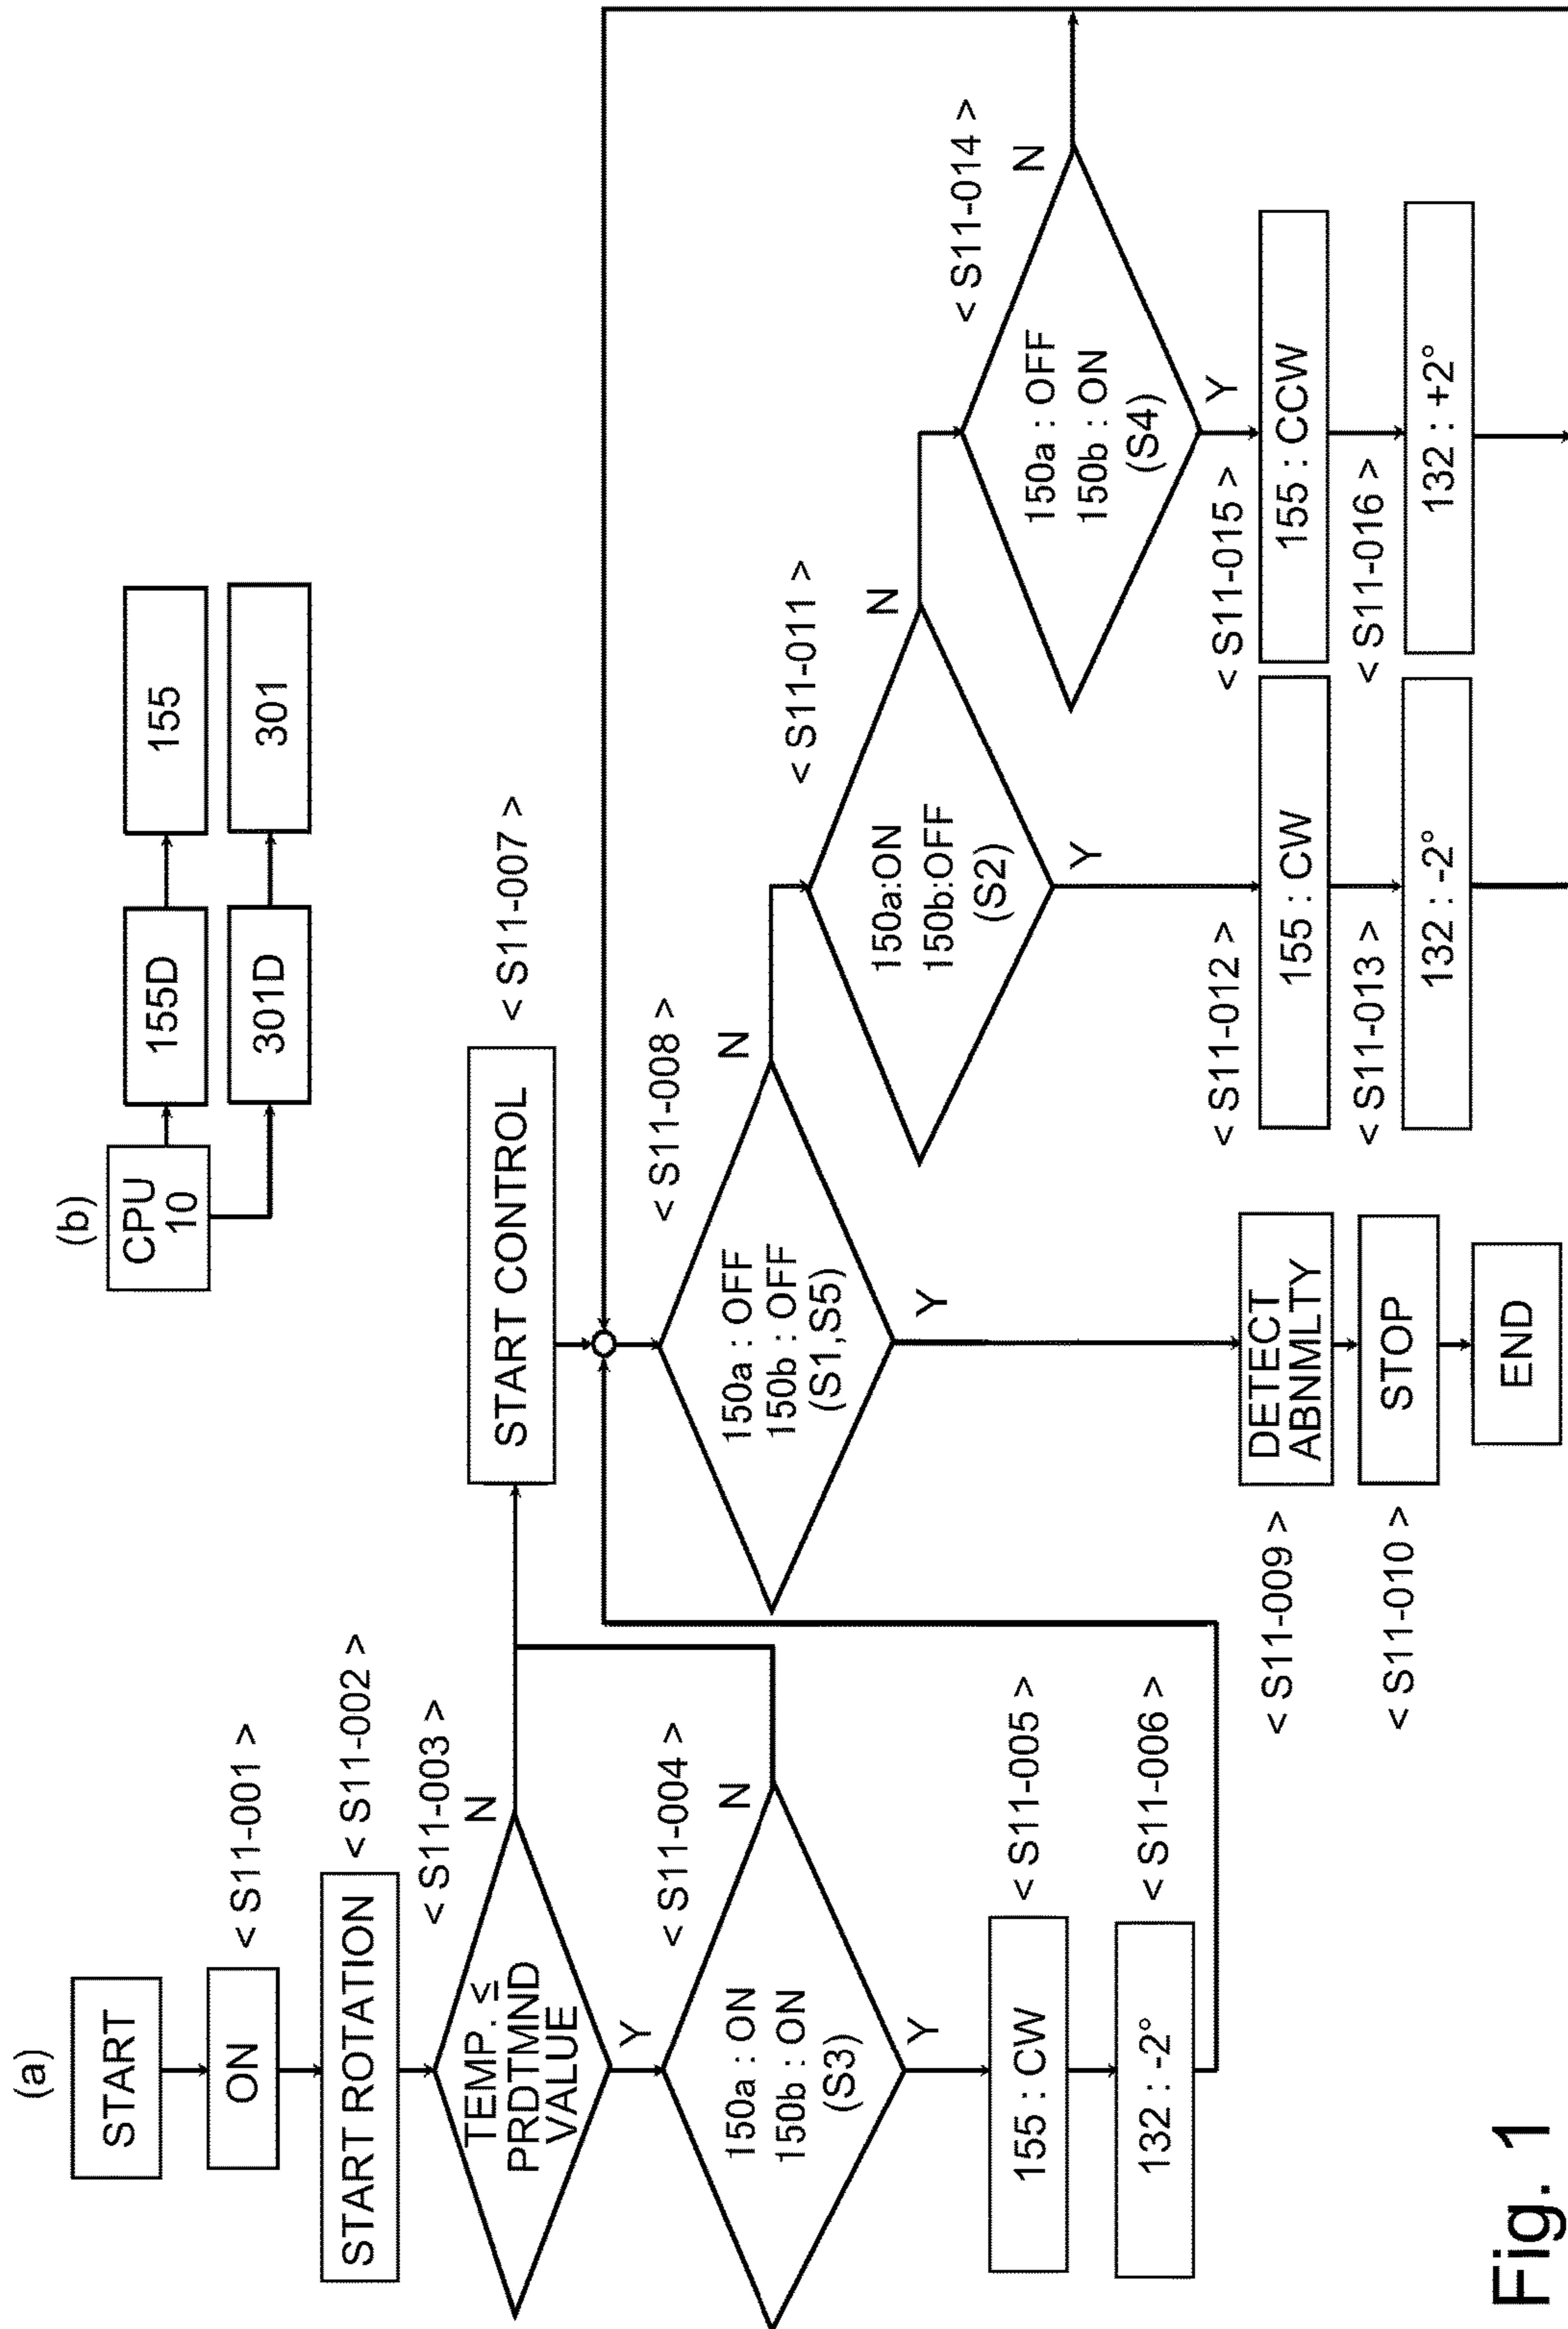 (a)
START
ON
< S11-001 >
START ROTATION
< S11-002 >
< S11-003 >
TEMP. ≤
PRDTMND
VALUE
N
Y
< S11-004 >
150a : ON
150b : ON
(S3)
N
Y
155 : CW
< S11-005 >
132 : -2°
< S11-006 >
(b)
CPU
10
155D
155
301D
301
START CONTROL
< S11-007 >
< S11-008 >
150a : OFF
150b : OFF
(S1,S5)
N
Y
< S11-009 >
DETECT
ABNMLTY
< S11-010 >
STOP
END
< S11-011 >
150a:ON
150b:OFF
(S2)
N
Y
< S11-012 >
155 : CW
< S11-013 >
132 : -2°
< S11-014 >
150a : OFF
150b : ON
(S4)
N
Y
< S11-015 >
155 : CCW
< S11-016 >
132 : +2°
Fig. 1